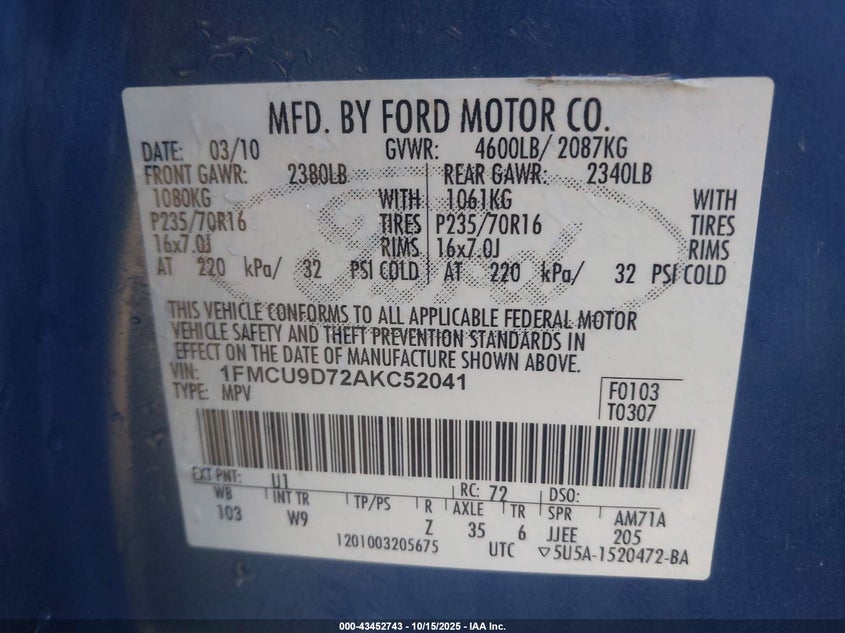 MFD. BY FORD MOTOR CO.
DATE: 03/10 GVWR: 4600LB/ 2087KG
FRONT GAWR: 2380LB REAR GAWR: 2340LB
1080KG WITH 1061KG WITH
P235/70R16 TIRES P235/70R16 TIRES
16x7.0J RIMS 16x7.0J RIMS
AT 220 kPa/ 32 PSI COLD AT 220 kPa/ 32 PSI COLD
Ford
THIS VEHICLE CONFORMS TO ALL APPLICABLE FEDERAL MOTOR
VEHICLE SAFETY AND THEFT PREVENTION STANDARDS IN
EFFECT ON THE DATE OF MANUFACTURE SHOWN ABOVE.
VIN: 1FMCU9D72AKC52041
TYPE: MPV F0103
T0307
EXT PNT: U1 RC: 72 DSO:
WB INT TR TP/PS R AXLE TR SPR AM71A
103 W9 Z 35 6 JJEE 205
1201003205675 UTC ▽5U5A-1520472-BA
000-43452743 - 10/15/2025 - IAA Inc.